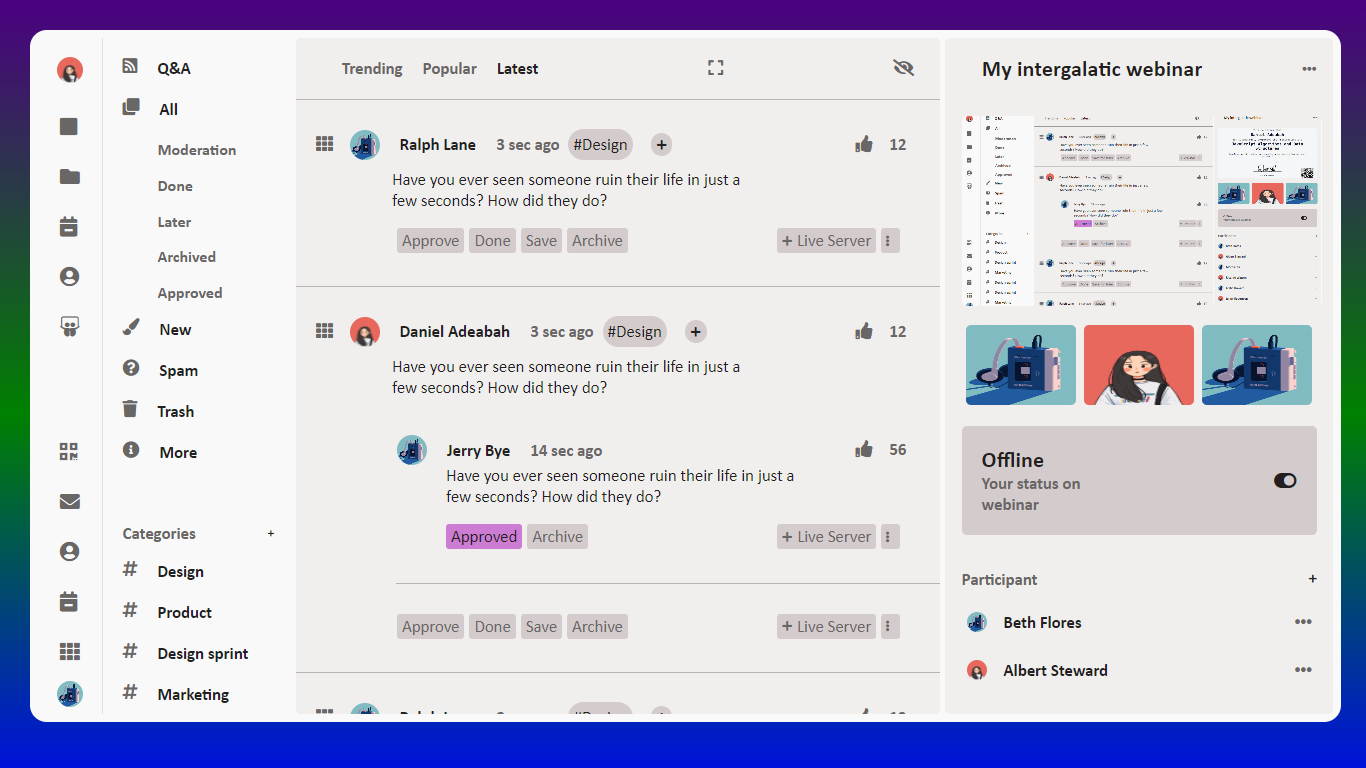 Q&A
All
Moderation
Done
Later
Archived
Approved
New
Spam
Trash
More
Categories +
# Design
# Product
# Design sprint
# Marketing
Trending Popular Latest
Ralph Lane 3 sec ago #Design + 12
Have you ever seen someone ruin their life in just a
few seconds? How did they do?
Approve Done Save Archive + Live Server
Daniel Adeabah 3 sec ago #Design + 12
Have you ever seen someone ruin their life in just a
few seconds? How did they do?
Jerry Bye 14 sec ago 56
Have you ever seen someone ruin their life in just a
few seconds? How did they do?
Approved Archive + Live Server
Approve Done Save Archive + Live Server
My intergalatic webinar
Offline
Your status on
webinar
Participant +
Beth Flores
Albert Steward